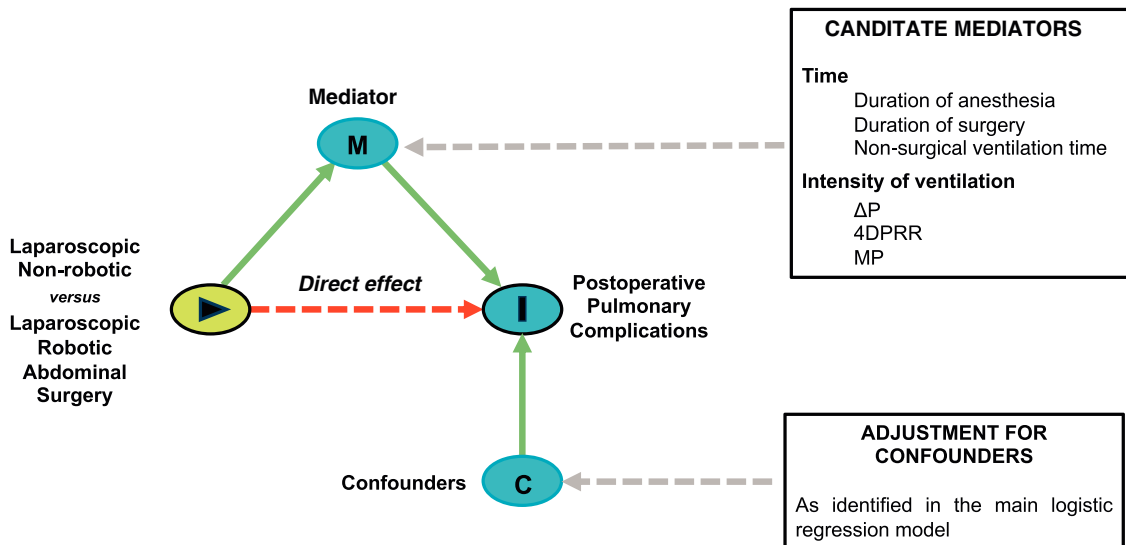 CANDITATE MEDIATORS
Time
Duration of anesthesia
Duration of surgery
Non-surgical ventilation time
Intensity of ventilation
ΔP
4DPRR
MP
Mediator
M
Laparoscopic
Non-robotic
versus
Laparoscopic
Robotic
Abdominal
Surgery
Direct effect
I
Postoperative
Pulmonary
Complications
Confounders
C
ADJUSTMENT FOR
CONFOUNDERS
As identified in the main logistic
regression model